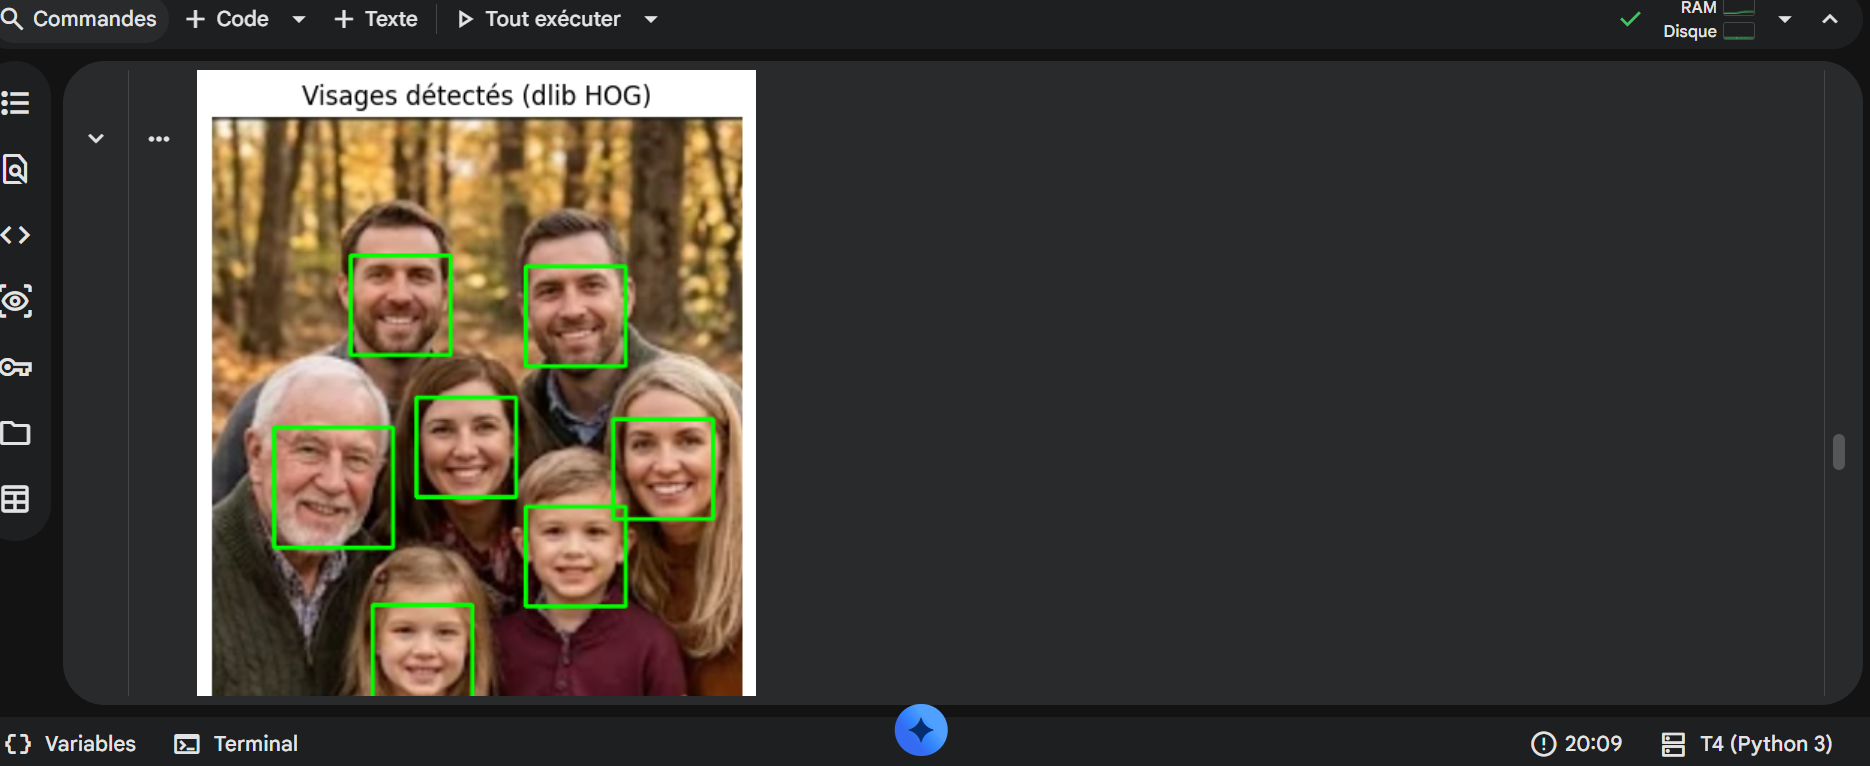 Commandes + Code + Texte Tout exécuter RAM
Disque
Visages détectés (dlib HOG)
Variables Terminal 20:09 T4 (Python 3)